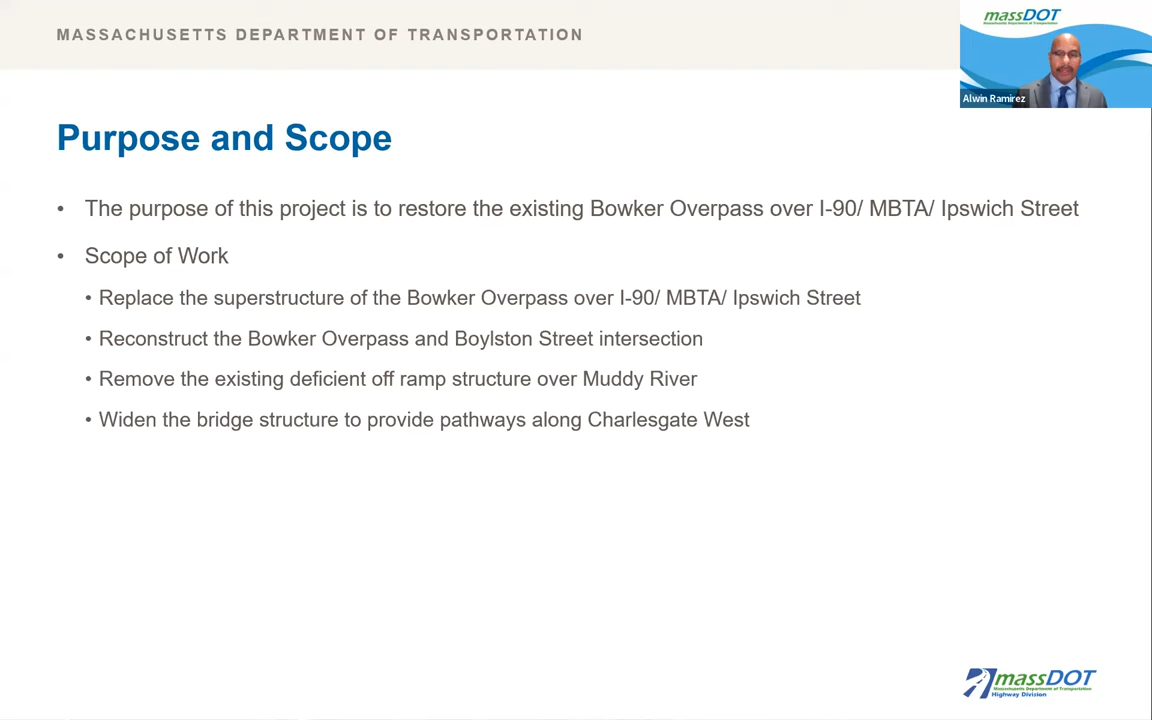 MASSACHUSETTS DEPARTMENT OF TRANSPORTATION
massDOT
Massachusetts Department of Transportation
Alwin Ramirez
Purpose and Scope
• The purpose of this project is to restore the existing Bowker Overpass over I-90/ MBTA/ Ipswich Street
• Scope of Work
• Replace the superstructure of the Bowker Overpass over I-90/ MBTA/ Ipswich Street
• Reconstruct the Bowker Overpass and Boylston Street intersection
• Remove the existing deficient off ramp structure over Muddy River
• Widen the bridge structure to provide pathways along Charlesgate West
massDOT
Massachusetts Department of Transportation
Highway Division